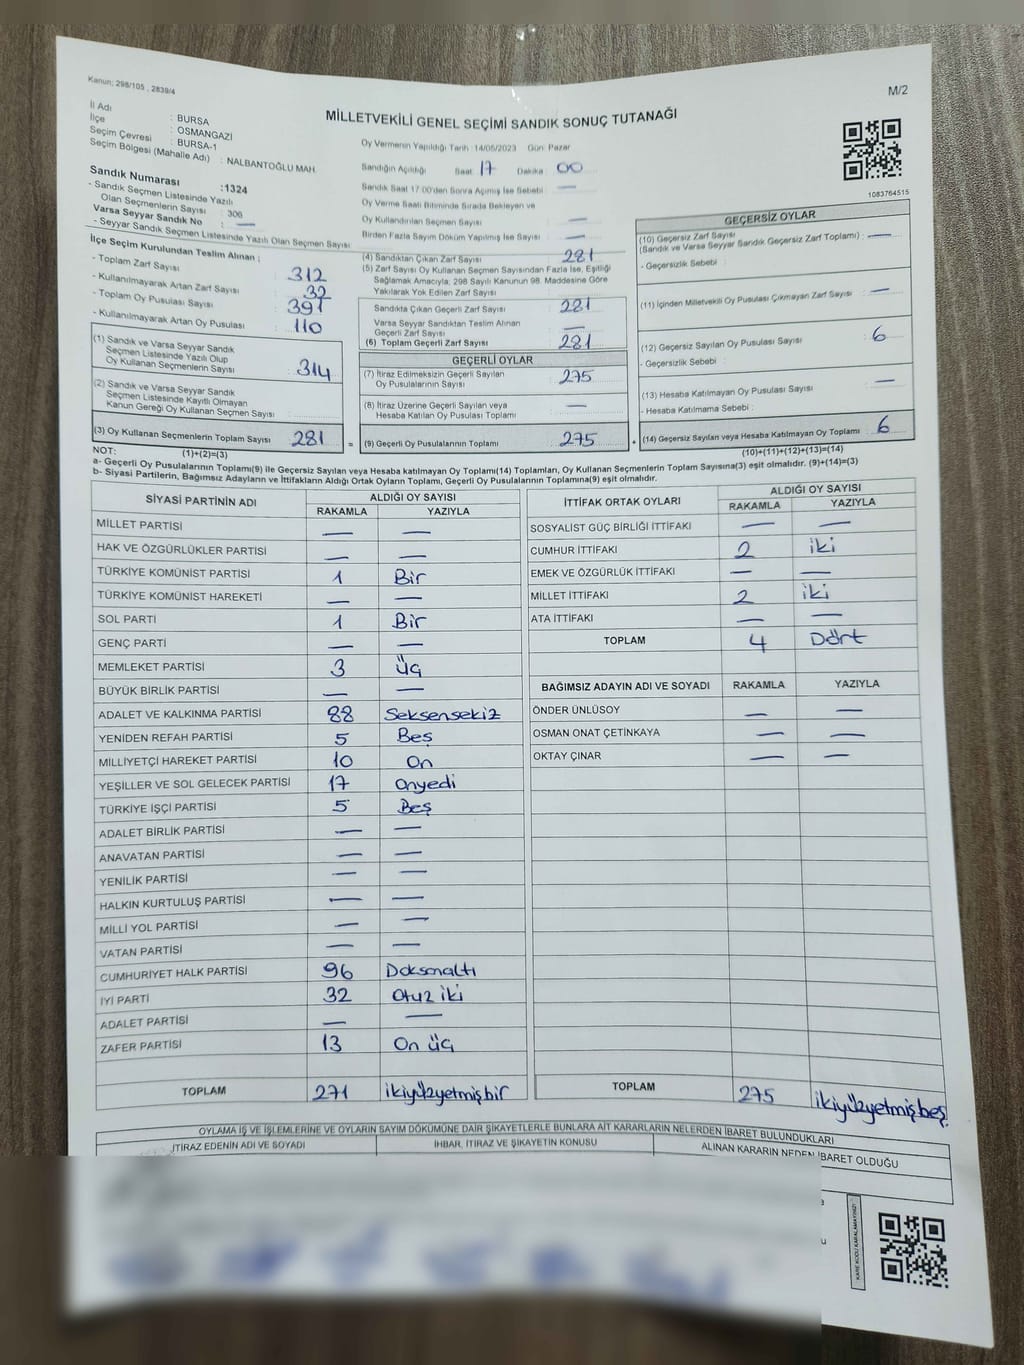 Kanun; 298/105 , 2839/4
M/2
MİLLETVEKİLİ GENEL SEÇİMİ SANDIK SONUÇ TUTANAĞI
İl Adı : BURSA
İlçe : OSMANGAZİ
Seçim Çevresi : BURSA-1
Seçim Bölgesi (Mahalle Adı) : NALBANTOĞLU MAH.
Sandık Numarası :1324
- Sandık Seçmen Listesinde Yazılı
Olan Seçmenlerin Sayısı : 306
Varsa Seyyar Sandık No : —
- Seyyar Sandık Seçmen Listesinde Yazılı Olan Seçmen Sayısı
İlçe Seçim Kurulundan Teslim Alınan ;
- Toplam Zarf Sayısı 312
- Kullanılmayarak Artan Zarf Sayısı : 32
- Toplam Oy Pusulası Sayısı 391
- Kullanılmayarak Artan Oy Pusulası 110
(1) Sandık ve Varsa Seyyar Sandık
Seçmen Listesinde Yazılı Olup
Oy Kullanan Seçmenlerin Sayısı : 314
(2) Sandık ve Varsa Seyyar Sandık
Seçmen Listesinde Kayıtlı Olmayan
Kanun Gereği Oy Kullanan Seçmen Sayısı
(3) Oy Kullanan Seçmenlerin Toplam Sayısı 281 =
(1)+(2)=(3)
Oy Vermenin Yapıldığı Tarih :14/05/2023 Gün: Pazar
Sandığın Açıldığı Saat : 17 Dakika : 00
Sandık Saat 17:00'den Sonra Açılmış İse Sebebi : —
Oy Verme Saati Bitiminde Sırada Bekleyen ve
Oy Kullandırılan Seçmen Sayısı : —
Birden Fazla Sayım Döküm Yapılmış İse Sayısı : —
(4) Sandıktan Çıkan Zarf Sayısı : 281
(5) Zarf Sayısı Oy Kullanan Seçmen Sayısından Fazla İse, Eşitliği
Sağlamak Amacıyla; 298 Sayılı Kanunun 98. Maddesine Göre
Yakılarak Yok Edilen Zarf Sayısı :
Sandıkta Çıkan Geçerli Zarf Sayısı : 281
Varsa Seyyar Sandıktan Teslim Alınan
Geçerli Zarf Sayısı : —
(6) Toplam Geçerli Zarf Sayısı : 281
GEÇERLİ OYLAR
(7) İtiraz Edilmeksizin Geçerli Sayılan
Oy Pusulalarının Sayısı : 275
(8) İtiraz Üzerine Geçerli Sayılan veya
Hesaba Katılan Oy Pusulası Toplamı : —
(9) Geçerli Oy Pusulalarının Toplamı : 275 +
1083764515
GEÇERSİZ OYLAR
(10) Geçersiz Zarf Sayısı
(Sandık ve Varsa Seyyar Sandık Geçersiz Zarf Toplamı) : —
- Geçersizlik Sebebi :
(11) İçinden Milletvekili Oy Pusulası Çıkmayan Zarf Sayısı : —
(12) Geçersiz Sayılan Oy Pusulası Sayısı : 6
- Geçersizlik Sebebi :
(13) Hesaba Katılmayan Oy Pusulası Sayısı : —
- Hesaba Katılmama Sebebi :
(14) Geçersiz Sayılan veya Hesaba Katılmayan Oy Toplamı : 6
(10)+(11)+(12)+(13)=(14)
NOT:
a- Geçerli Oy Pusulalarının Toplamı(9) ile Geçersiz Sayılan veya Hesaba katılmayan Oy Toplamı(14) Toplamları, Oy Kullanan Seçmenlerin Toplam Sayısına(3) eşit olmalıdır. (9)+(14)=(3)
b- Siyasi Partilerin, Bağımsız Adayların ve İttifakların Aldığı Ortak Oyların Toplamı, Geçerli Oy Pusulalarının Toplamına(9) eşit olmalıdır.
SİYASİ PARTİNİN ADI ALDIĞI OY SAYISI
RAKAMLA YAZIYLA
MİLLET PARTİSİ — —
HAK VE ÖZGÜRLÜKLER PARTİSİ — —
TÜRKİYE KOMÜNİST PARTİSİ 1 Bir
TÜRKİYE KOMÜNİST HAREKETİ — —
SOL PARTİ 1 Bir
GENÇ PARTİ — —
MEMLEKET PARTİSİ 3 Üç
BÜYÜK BİRLİK PARTİSİ — —
ADALET VE KALKINMA PARTİSİ 88 Seksensekiz
YENİDEN REFAH PARTİSİ 5 Beş
MİLLİYETÇİ HAREKET PARTİSİ 10 On
YEŞİLLER VE SOL GELECEK PARTİSİ 17 Onyedi
TÜRKİYE İŞÇİ PARTİSİ 5 Beş
ADALET BİRLİK PARTİSİ — —
ANAVATAN PARTİSİ — —
YENİLİK PARTİSİ — —
HALKIN KURTULUŞ PARTİSİ — —
MİLLİ YOL PARTİSİ — —
VATAN PARTİSİ — —
CUMHURİYET HALK PARTİSİ 96 Doksanaltı
İYİ PARTİ 32 Otuz iki
ADALET PARTİSİ — —
ZAFER PARTİSİ 13 On üç
TOPLAM 271 ikiyüzyetmişbir
İTTİFAK ORTAK OYLARI ALDIĞI OY SAYISI
RAKAMLA YAZIYLA
SOSYALİST GÜÇ BİRLİĞİ İTTİFAKI — —
CUMHUR İTTİFAKI 2 iki
EMEK VE ÖZGÜRLÜK İTTİFAKI — —
MİLLET İTTİFAKI 2 iki
ATA İTTİFAKI — —
TOPLAM 4 Dört
BAĞIMSIZ ADAYIN ADI VE SOYADI RAKAMLA YAZIYLA
ÖNDER ÜNLÜSOY — —
OSMAN ONAT ÇETİNKAYA — —
OKTAY ÇINAR — —
TOPLAM 275 ikiyüzyetmişbeş
OYLAMA İŞ VE İŞLEMLERİNE VE OYLARIN SAYIM DÖKÜMÜNE DAİR ŞİKAYETLERLE BUNLARA AİT KARARLARIN NELERDEN İBARET BULUNDUKLARI
İTİRAZ EDENİN ADI VE SOYADI İHBAR, İTİRAZ VE ŞİKAYETİN KONUSU ALINAN KARARIN NEDEN İBARET OLDUĞU
KARE KODU KARALAMAYINIZ!